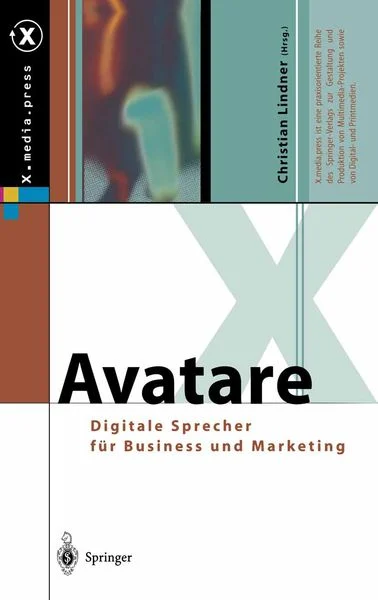 X
x.media.press
Christian Lindner (Hrsg.)
X.media.press ist eine praxisorientierte Reihe
des Springer-Verlags zur Gestaltung und
Produktion von Multimedia-Projekten sowie
von Digital- und Printmedien.
X
Avatare
Digitale Sprecher
für Business und Marketing
Springer